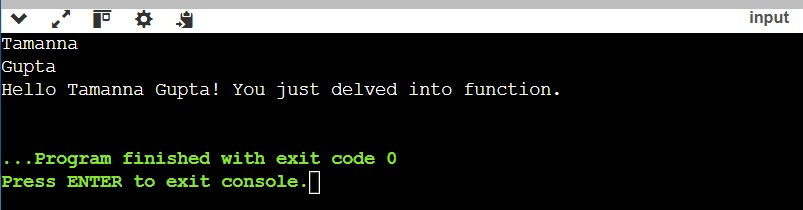 input
Tamanna
Gupta
Hello Tamanna Gupta! You just delved into function.
...Program finished with exit code 0
Press ENTER to exit console.